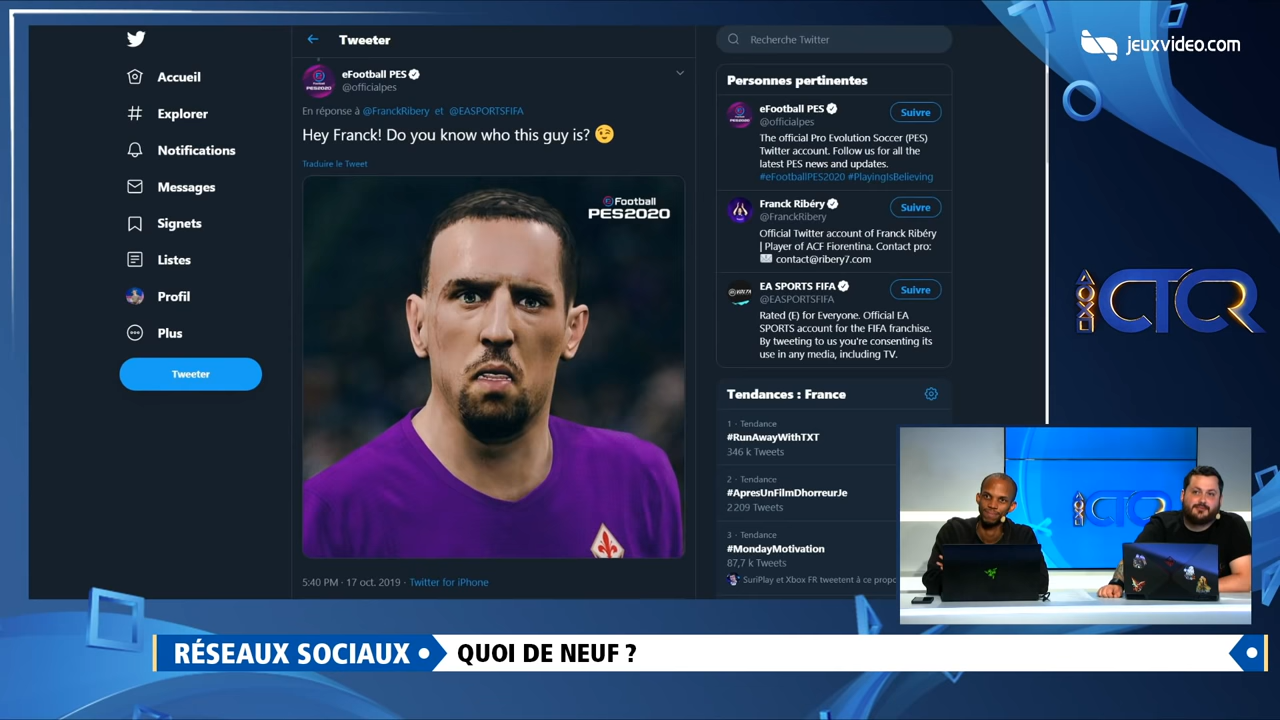 Accueil
Explorer
Notifications
Messages
Signets
Listes
Profil
Plus
Tweeter
Tweeter
eFootball PES
@officialpes
En réponse à @FranckRibery et @EASPORTSFIFA
Hey Franck! Do you know who this guy is? 😉
Traduire le Tweet
eFootball
PES2020
5:40 PM · 17 oct. 2019 · Twitter for iPhone
Recherche Twitter
Personnes pertinentes
eFootball PES
@officialpes
Suivre
The official Pro Evolution Soccer (PES)
Twitter account. Follow us for all the
latest PES news and updates.
#eFootballPES2020 #PlayingIsBelieving
Franck Ribéry
@FranckRibery
Suivre
Official Twitter account of Franck Ribéry
| Player of ACF Fiorentina. Contact pro:
contact@ribery7.com
EA SPORTS FIFA
@EASPORTSFIFA
Suivre
Rated (E) for Everyone. Official EA
SPORTS account for the FIFA franchise.
By tweeting to us you're consenting its
use in any media, including TV.
Tendances : France
1 · Tendance
#RunAwayWithTXT
346 k Tweets
2 · Tendance
#ApresUnFilmDhorreurJe
2 209 Tweets
3 · Tendance
#MondayMotivation
87,7 k Tweets
SuriPlay et Xbox FR tweetent à ce propo
jeuxvideo.com
CTCR
CTCR
RÉSEAUX SOCIAUX
QUOI DE NEUF ?